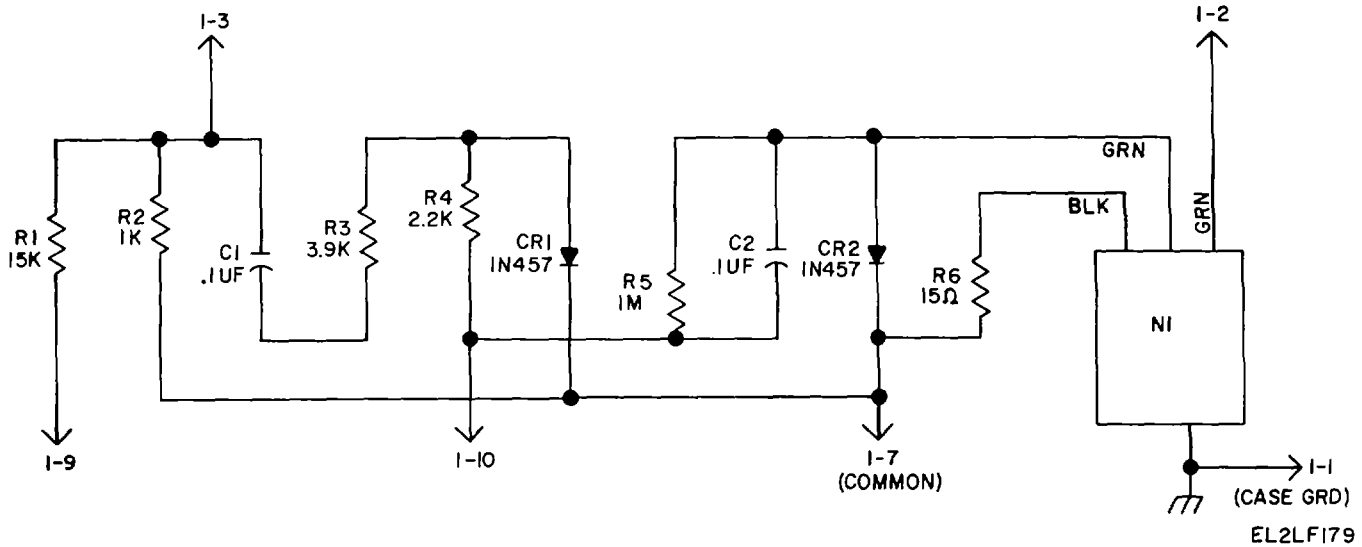 1-3
1-2
GRN
BLK
GRN
R1
15K
R2
1K
C1
.1UF
R3
3.9K
R4
2.2K
CR1
1N457
R5
1M
C2
.1UF
CR2
1N457
R6
15Ω
N1
1-9
1-10
1-7
(COMMON)
1-1
(CASE GRD)
EL2LF179